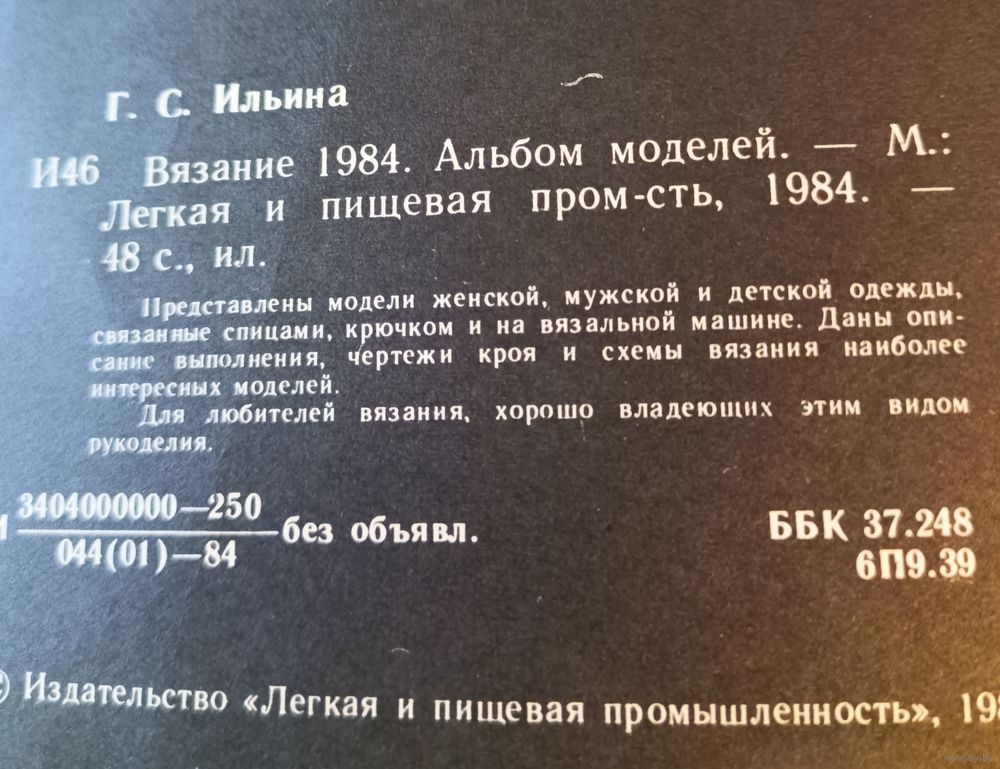 Г. С. Ильина
И46 Вязание 1984. Альбом моделей. — М.:
Легкая и пищевая пром-сть, 1984. —
48 с., ил.
Представлены модели женской, мужской и детской одежды,
связанные спицами, крючком и на вязальной машине. Даны опи-
сание выполнения, чертежи кроя и схемы вязания наиболее
интересных моделей.
Для любителей вязания, хорошо владеющих этим видом
рукоделия.
И 3404000000—250
044(01)—84
без объявл.
ББК 37.248
6П9.39
© Издательство «Легкая и пищевая промышленность», 198